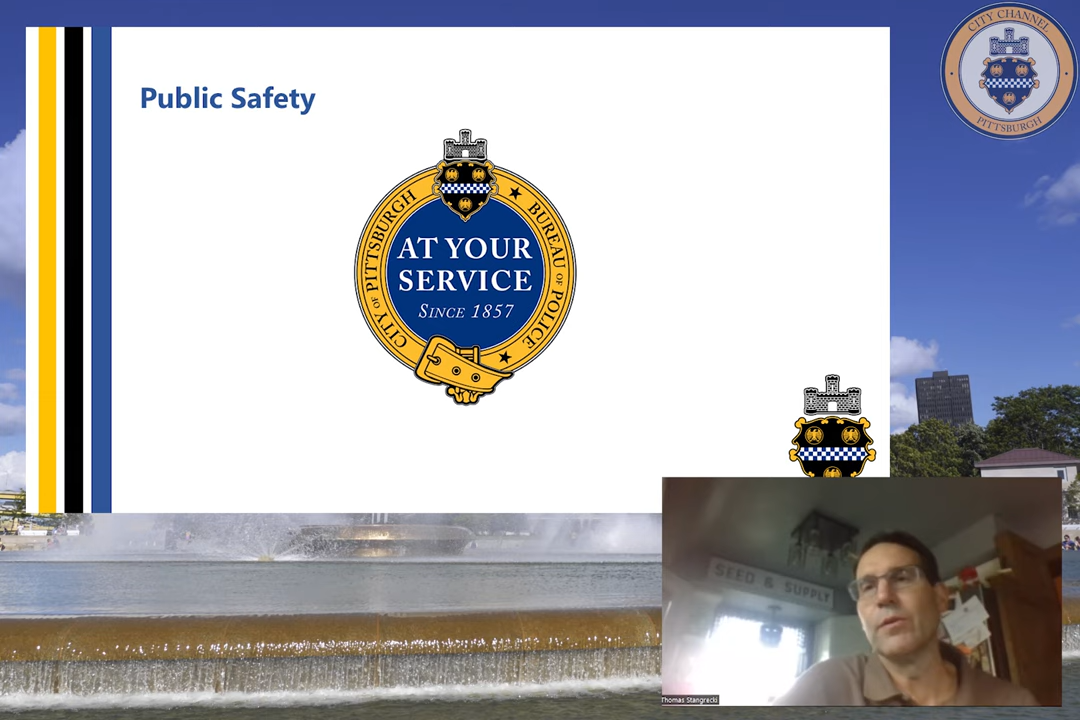 CITY CHANNEL
PITTSBURGH
Public Safety
CITY OF PITTSBURGH
BUREAU OF POLICE
AT YOUR
SERVICE
SINCE 1857
SEED & SUPPLY
Thomas Stangrecki